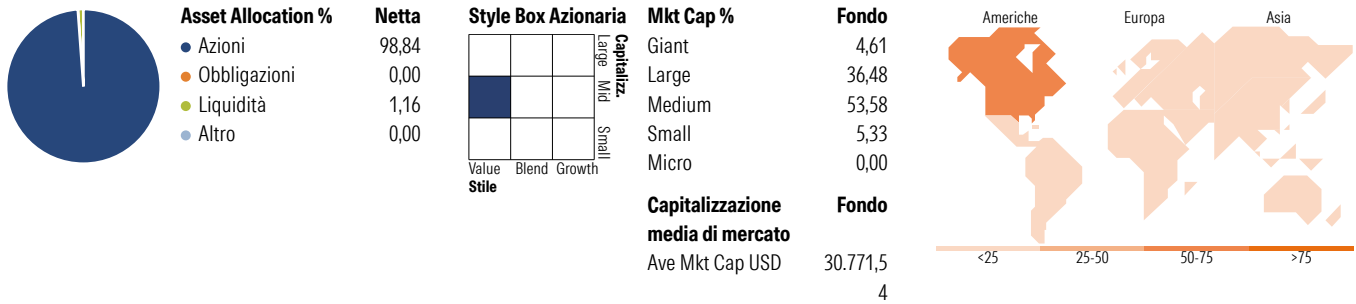 Asset Allocation % Netta
Azioni 98,84
Obbligazioni 0,00
Liquidità 1,16
Altro 0,00
Style Box Azionaria
Capitalizz.
Large
Mid
Small
Value Blend Growth
Stile
Mkt Cap % Fondo
Giant 4,61
Large 36,48
Medium 53,58
Small 5,33
Micro 0,00
Capitalizzazione Fondo
media di mercato
Ave Mkt Cap USD 30.771,5
4
Americhe Europa Asia
<25 25-50 50-75 >75